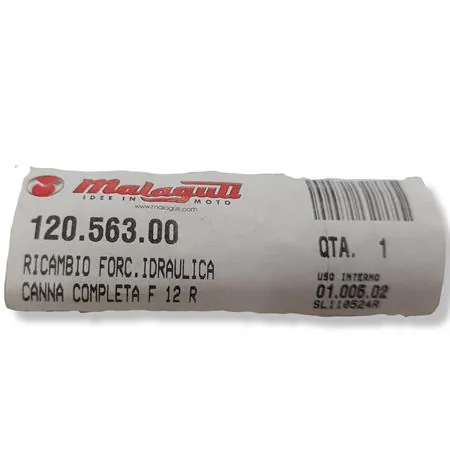 Malaguti
IDEE IN MOTO
www.malaguti.com
120.563.00
RICAMBIO FORC.IDRAULICA
CANNA COMPLETA F 12 R
QTA. 1
USO INTERNO
01.006.02
SL110524R